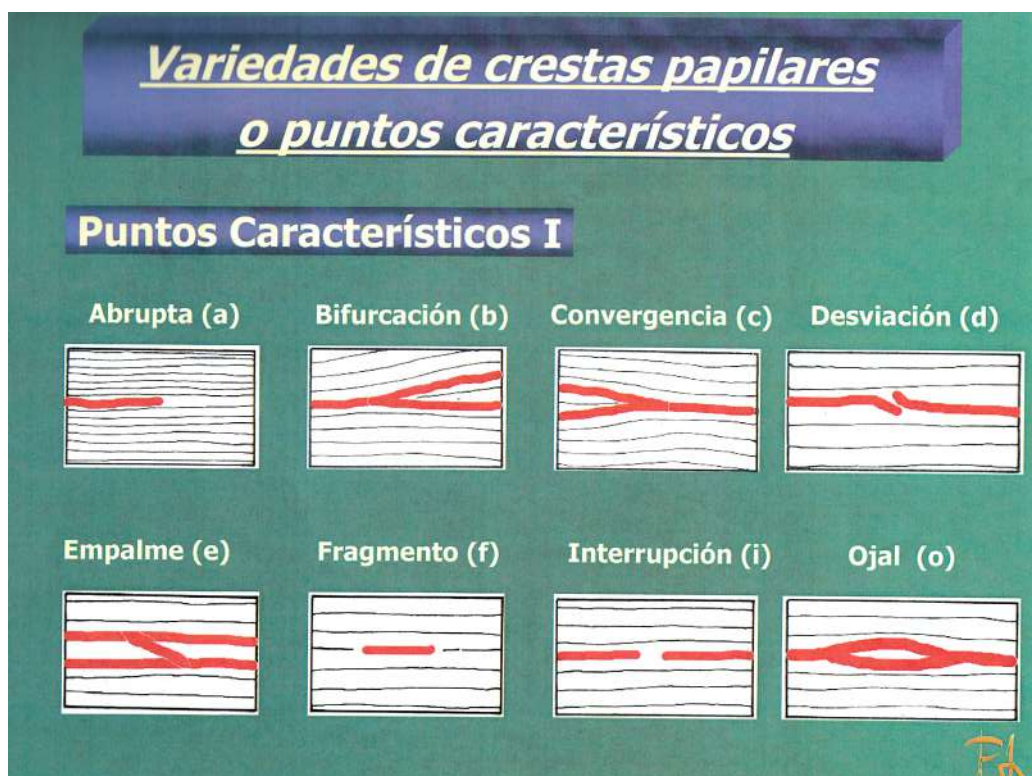 Variedades de crestas papilares
o puntos característicos
Puntos Característicos I
Abrupta (a)
Bifurcación (b)
Convergencia (c)
Desviación (d)
Empalme (e)
Fragmento (f)
Interrupción (i)
Ojal (o)